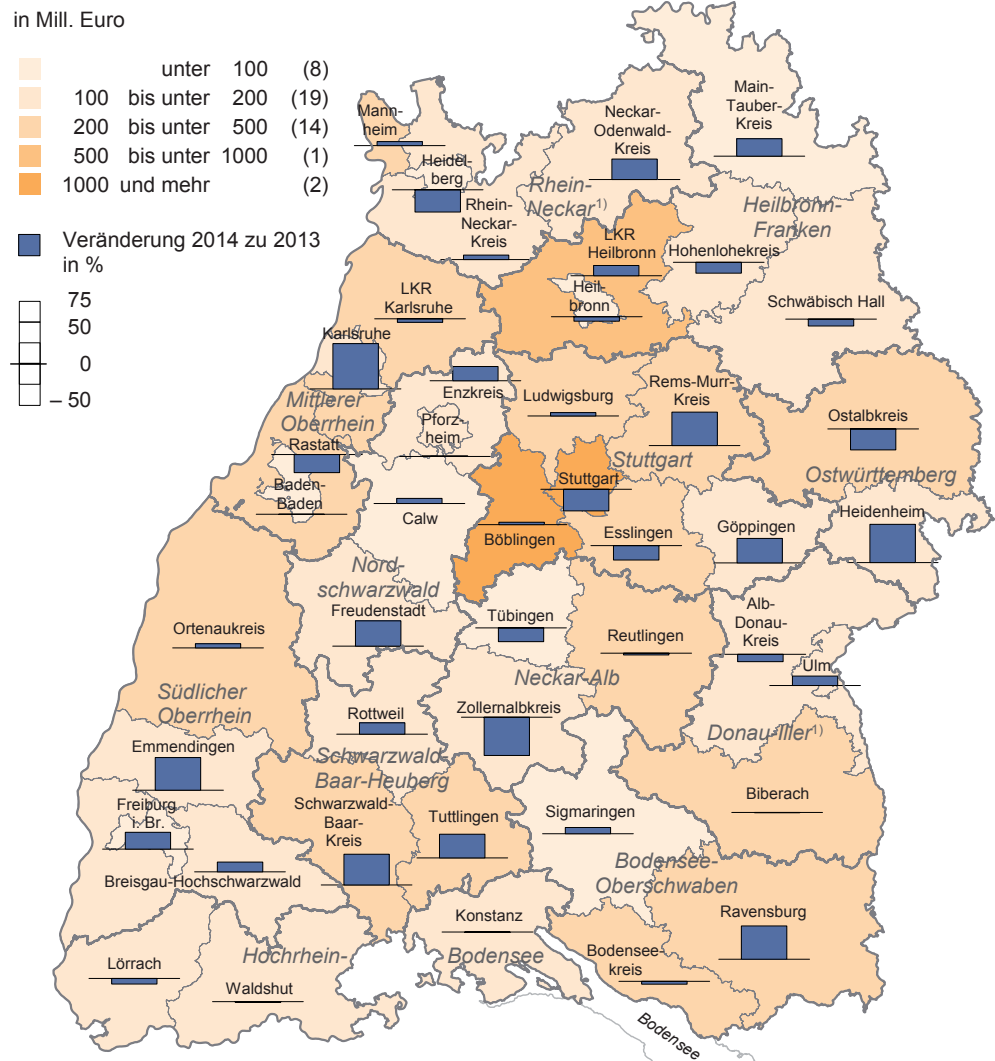 in Mill. Euro
unter 100 (8)
100 bis unter 200 (19)
200 bis unter 500 (14)
500 bis unter 1000 (1)
1000 und mehr (2)
Veränderung 2014 zu 2013
in %
75
50
0
– 50
Mann-
heim
Heidel-
berg
Rhein-
Neckar-
Kreis
Rhein-
Neckar1)
Neckar-
Odenwald-
Kreis
Main-
Tauber-
Kreis
Heilbronn-
Franken
LKR
Heilbronn
Hohenlohekreis
Heil-
bronn
Schwäbisch Hall
LKR
Karlsruhe
Karlsruhe
Mittlerer
Oberrhein
Enzkreis
Pforz-
heim
Ludwigsburg
Rems-Murr-
Kreis
Ostalbkreis
Ostwürttemberg
Rastatt
Baden-
Baden
Calw
Stuttgart
Stuttgart
Böblingen
Esslingen
Göppingen
Heidenheim
Nord-
schwarzwald
Freudenstadt
Tübingen
Reutlingen
Alb-
Donau-
Kreis
Ulm
Ortenaukreis
Südlicher
Oberrhein
Neckar-Alb
Rottweil
Zollernalbkreis
Donau-Iller1)
Emmendingen
Schwarzwald-
Baar-Heuberg
Freiburg
i. Br.
Schwarzwald-
Baar-
Kreis
Tuttlingen
Sigmaringen
Biberach
Breisgau-Hochschwarzwald
Bodensee-
Oberschwaben
Konstanz
Ravensburg
Lörrach
Hochrhein-
Bodensee
Waldshut
Bodensee-
kreis
Bodensee